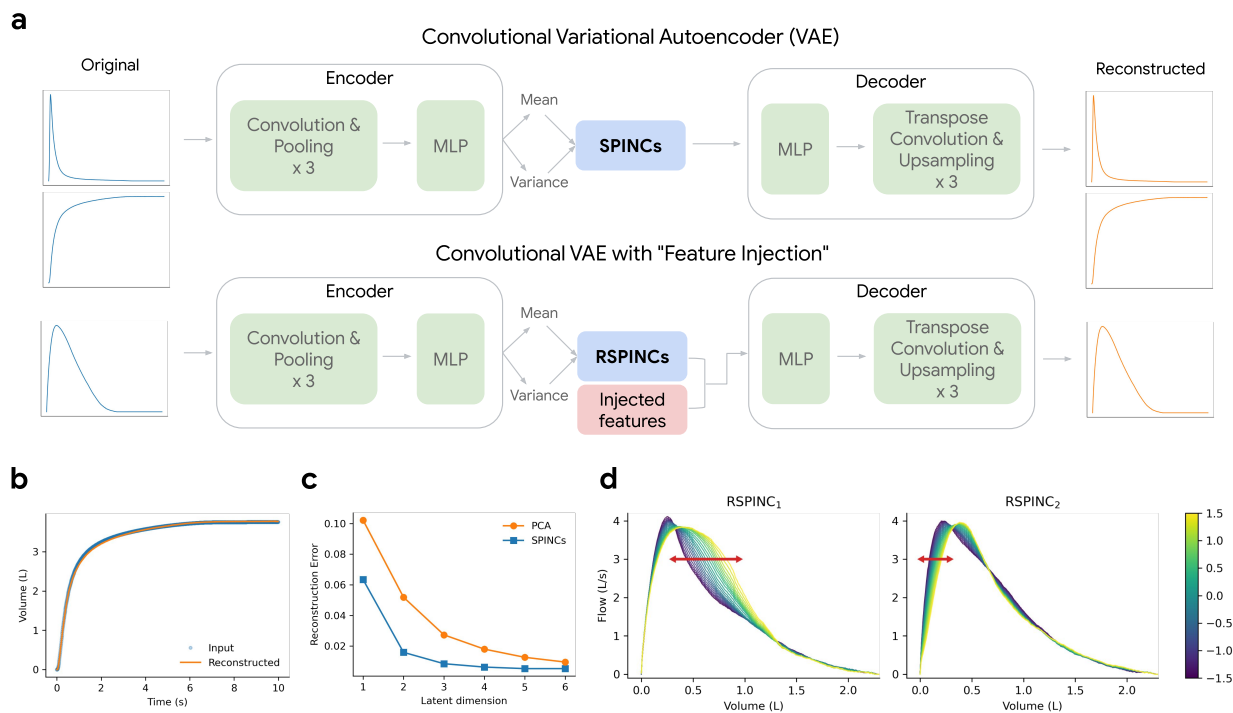 a
Convolutional Variational Autoencoder (VAE)
Original
Reconstructed
Encoder
Convolution &
Pooling
x 3
MLP
Mean
Variance
SPINCs
Decoder
MLP
Transpose
Convolution &
Upsampling
x 3
Convolutional VAE with "Feature Injection"
Encoder
Convolution &
Pooling
x 3
MLP
Mean
Variance
RSPINCs
Injected
features
Decoder
MLP
Transpose
Convolution &
Upsampling
x 3
b
Volume (L)
3
2
1
0
Input
Reconstructed
0 2 4 6 8 10
Time (s)
c
Reconstruction Error
0.10
0.08
0.06
0.04
0.02
PCA
SPINCs
1 2 3 4 5 6
Latent dimension
d
RSPINC1
Flow (L/s)
4
3
2
1
0
0.0 0.5 1.0 1.5 2.0
Volume (L)
RSPINC2
4
3
2
1
0
0.0 0.5 1.0 1.5 2.0
Volume (L)
1.5
1.0
0.5
0.0
−0.5
−1.0
−1.5